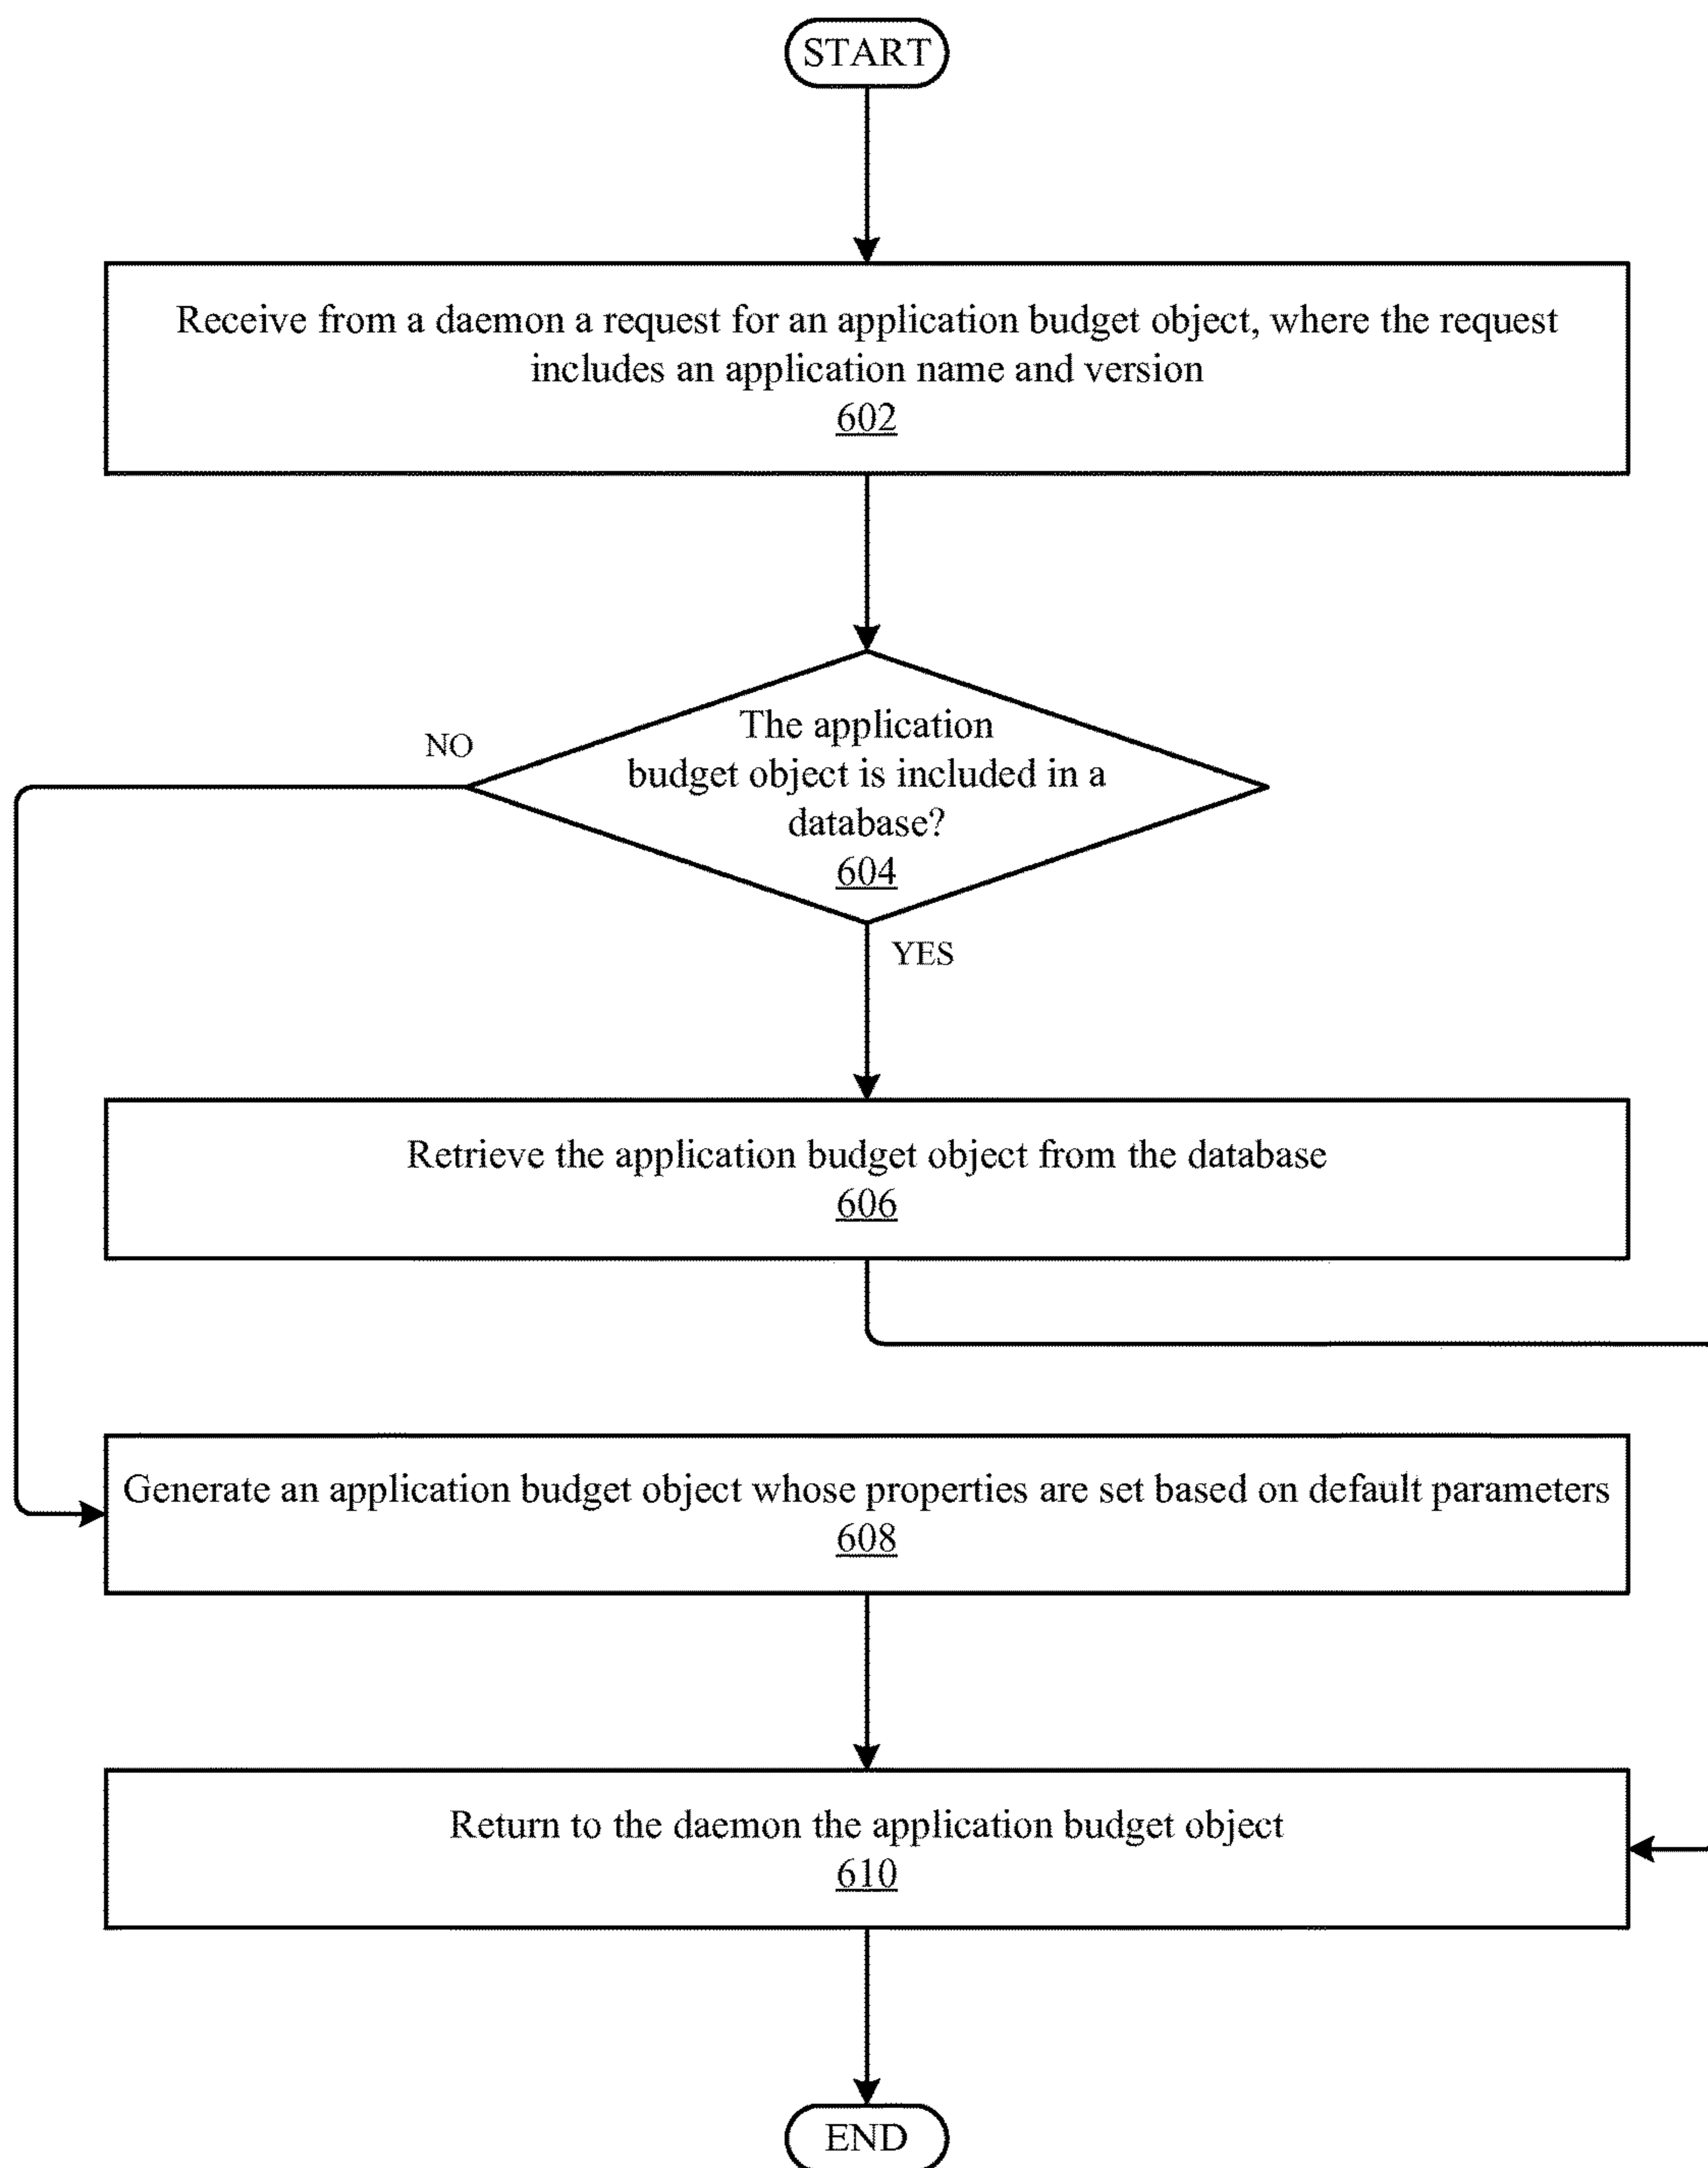 START
Receive from a daemon a request for an application budget object, where the request
includes an application name and version
602
The application
budget object is included in a
database?
604
NO
YES
Retrieve the application budget object from the database
606
Generate an application budget object whose properties are set based on default parameters
608
Return to the daemon the application budget object
610
END